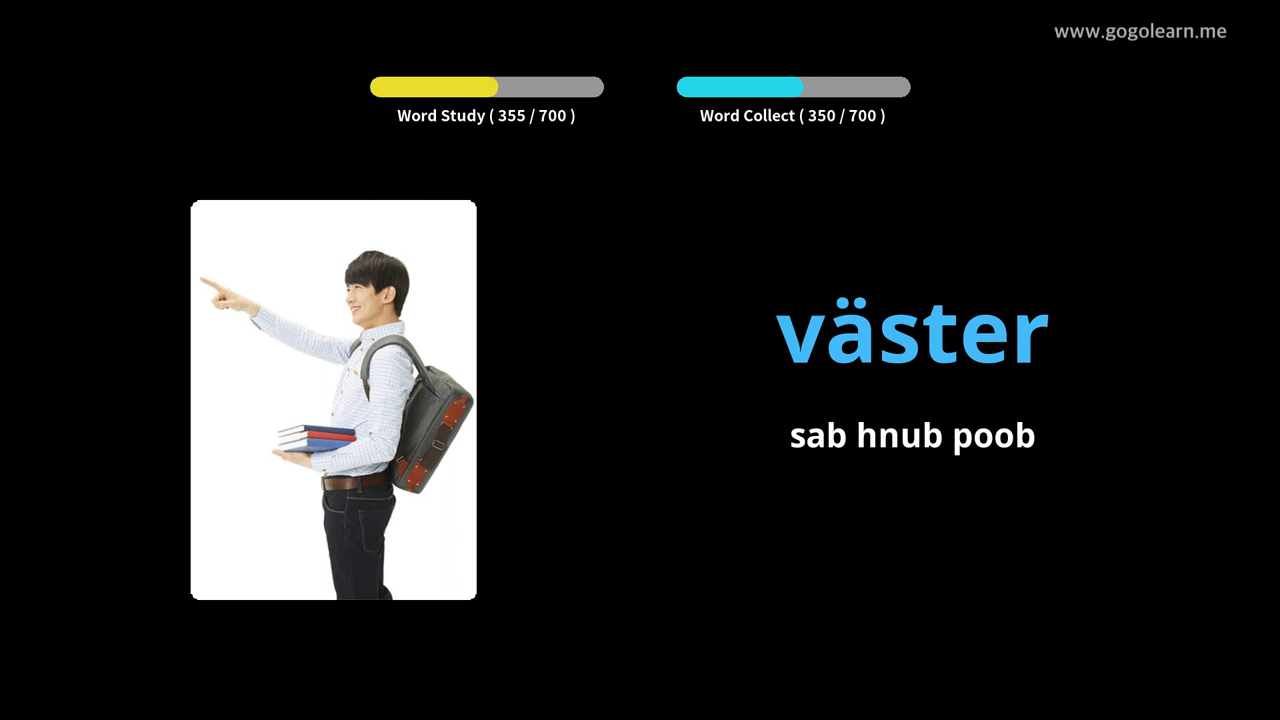 www.gogolearn.me
Word Study ( 355 / 700 )
Word Collect ( 350 / 700 )
väster
sab hnub poob